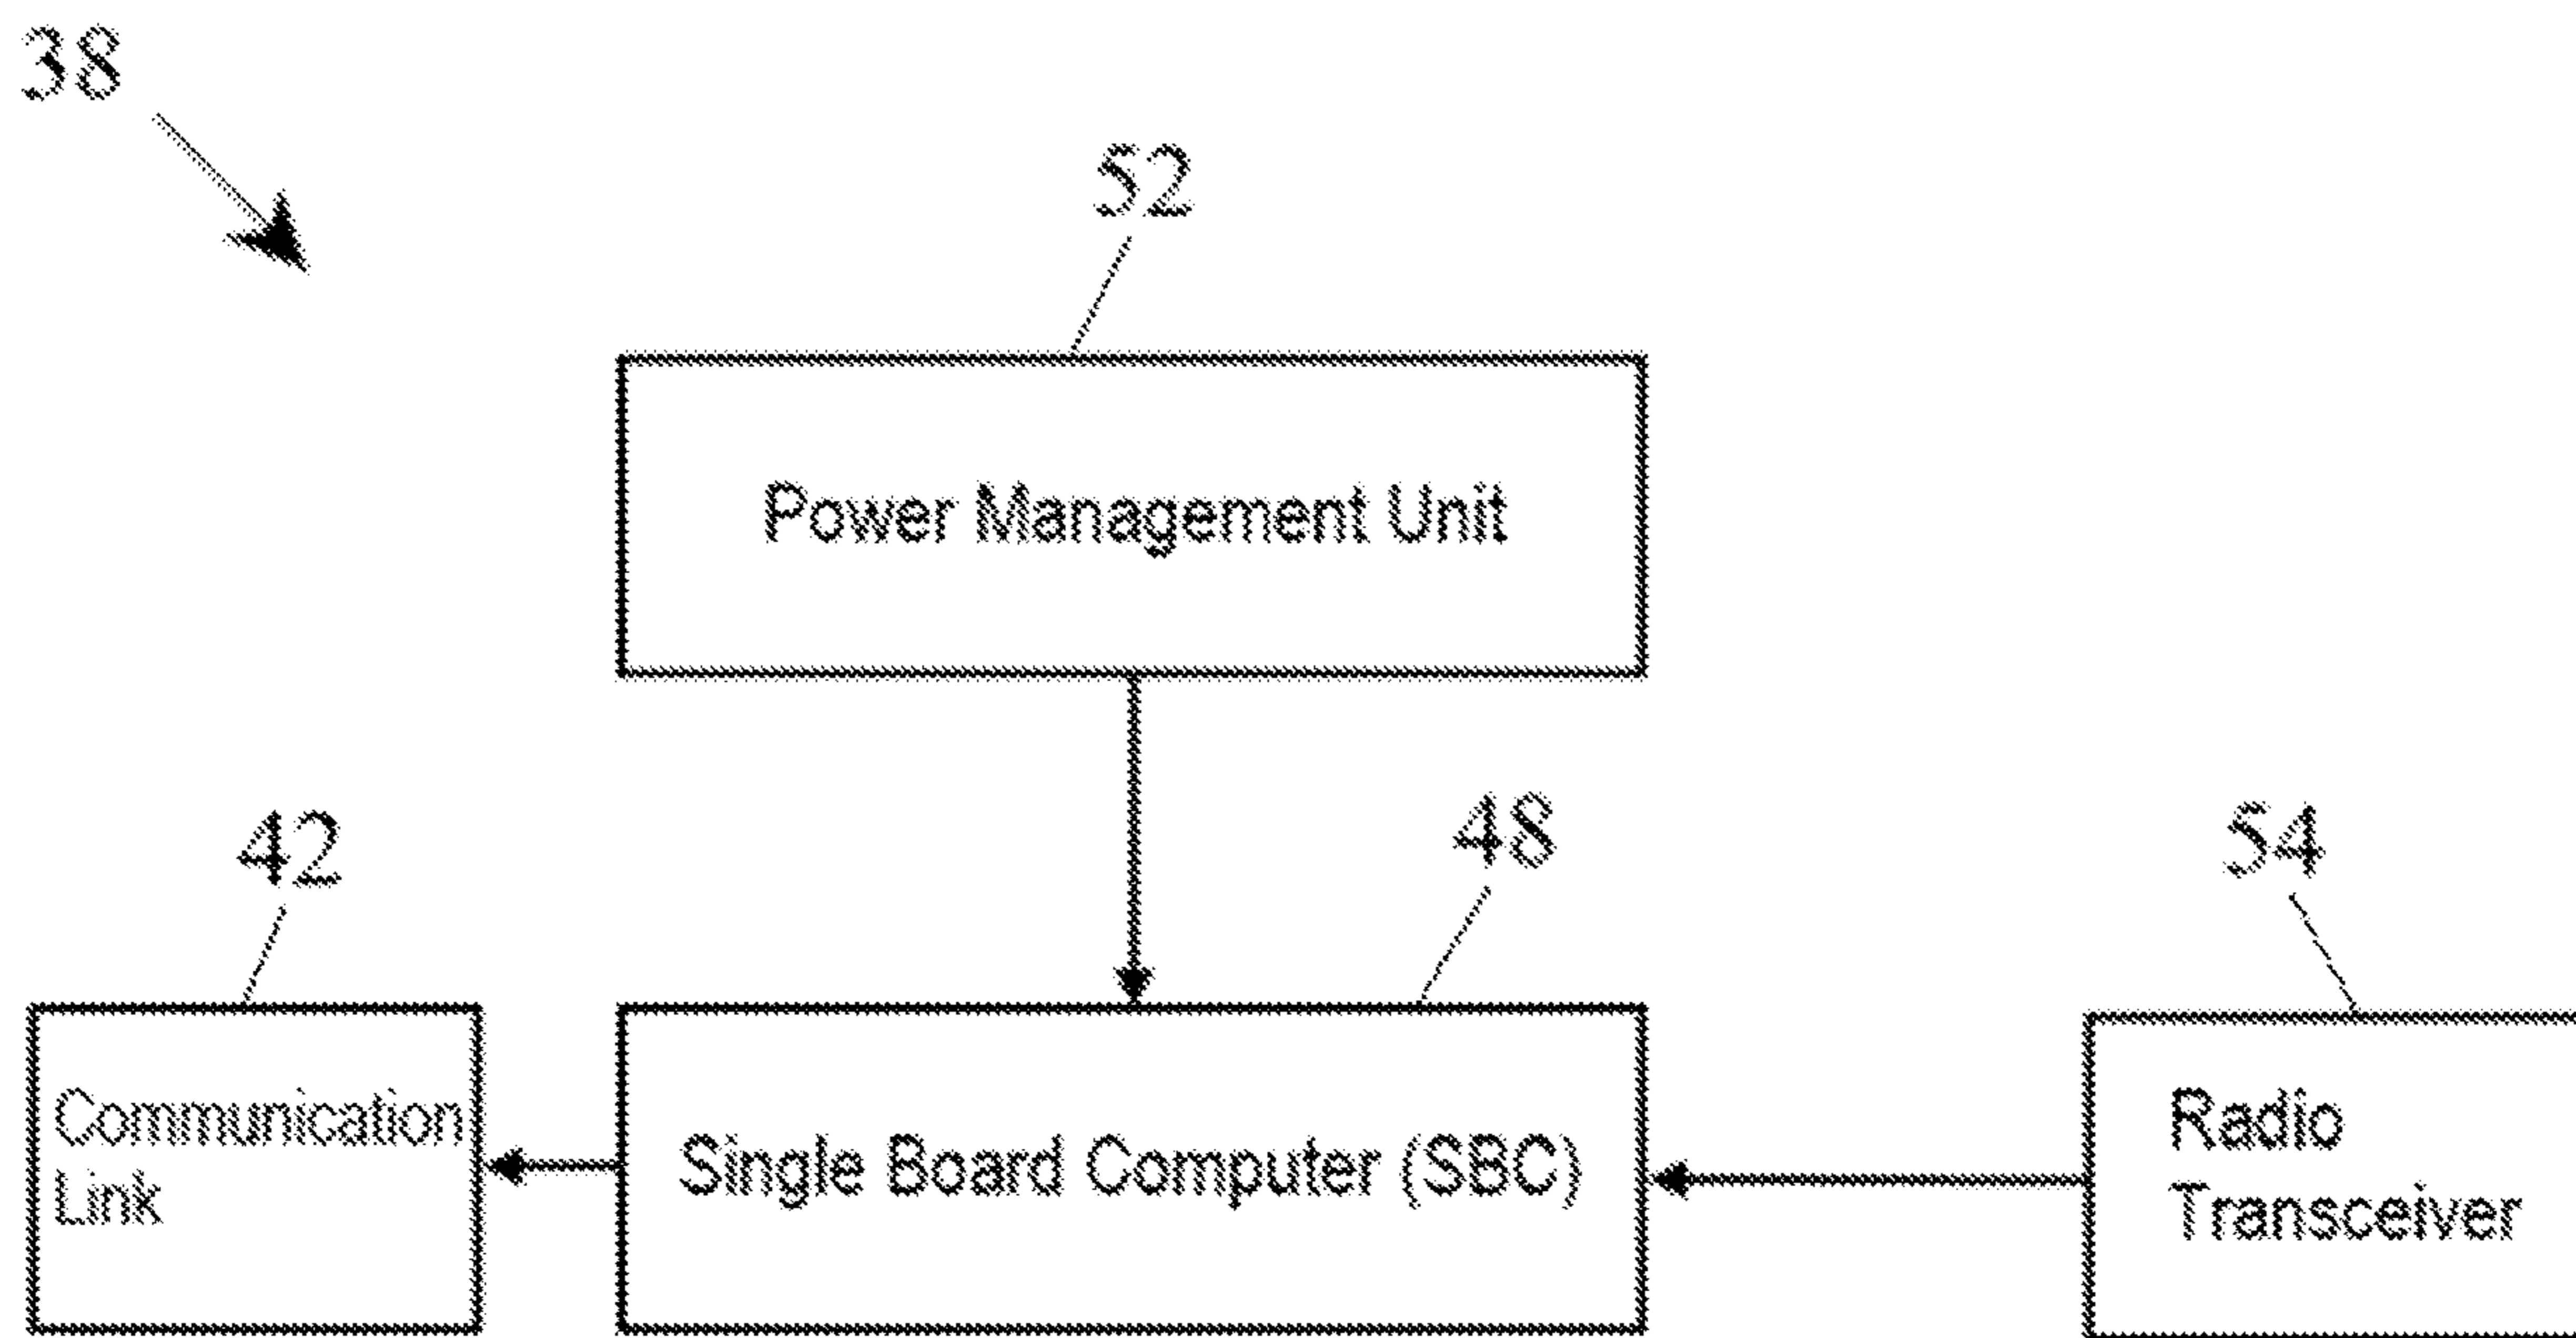 38
52
Power Management Unit
42
48
54
Communication
Link
Single Board Computer (SBC)
Radio
Transceiver